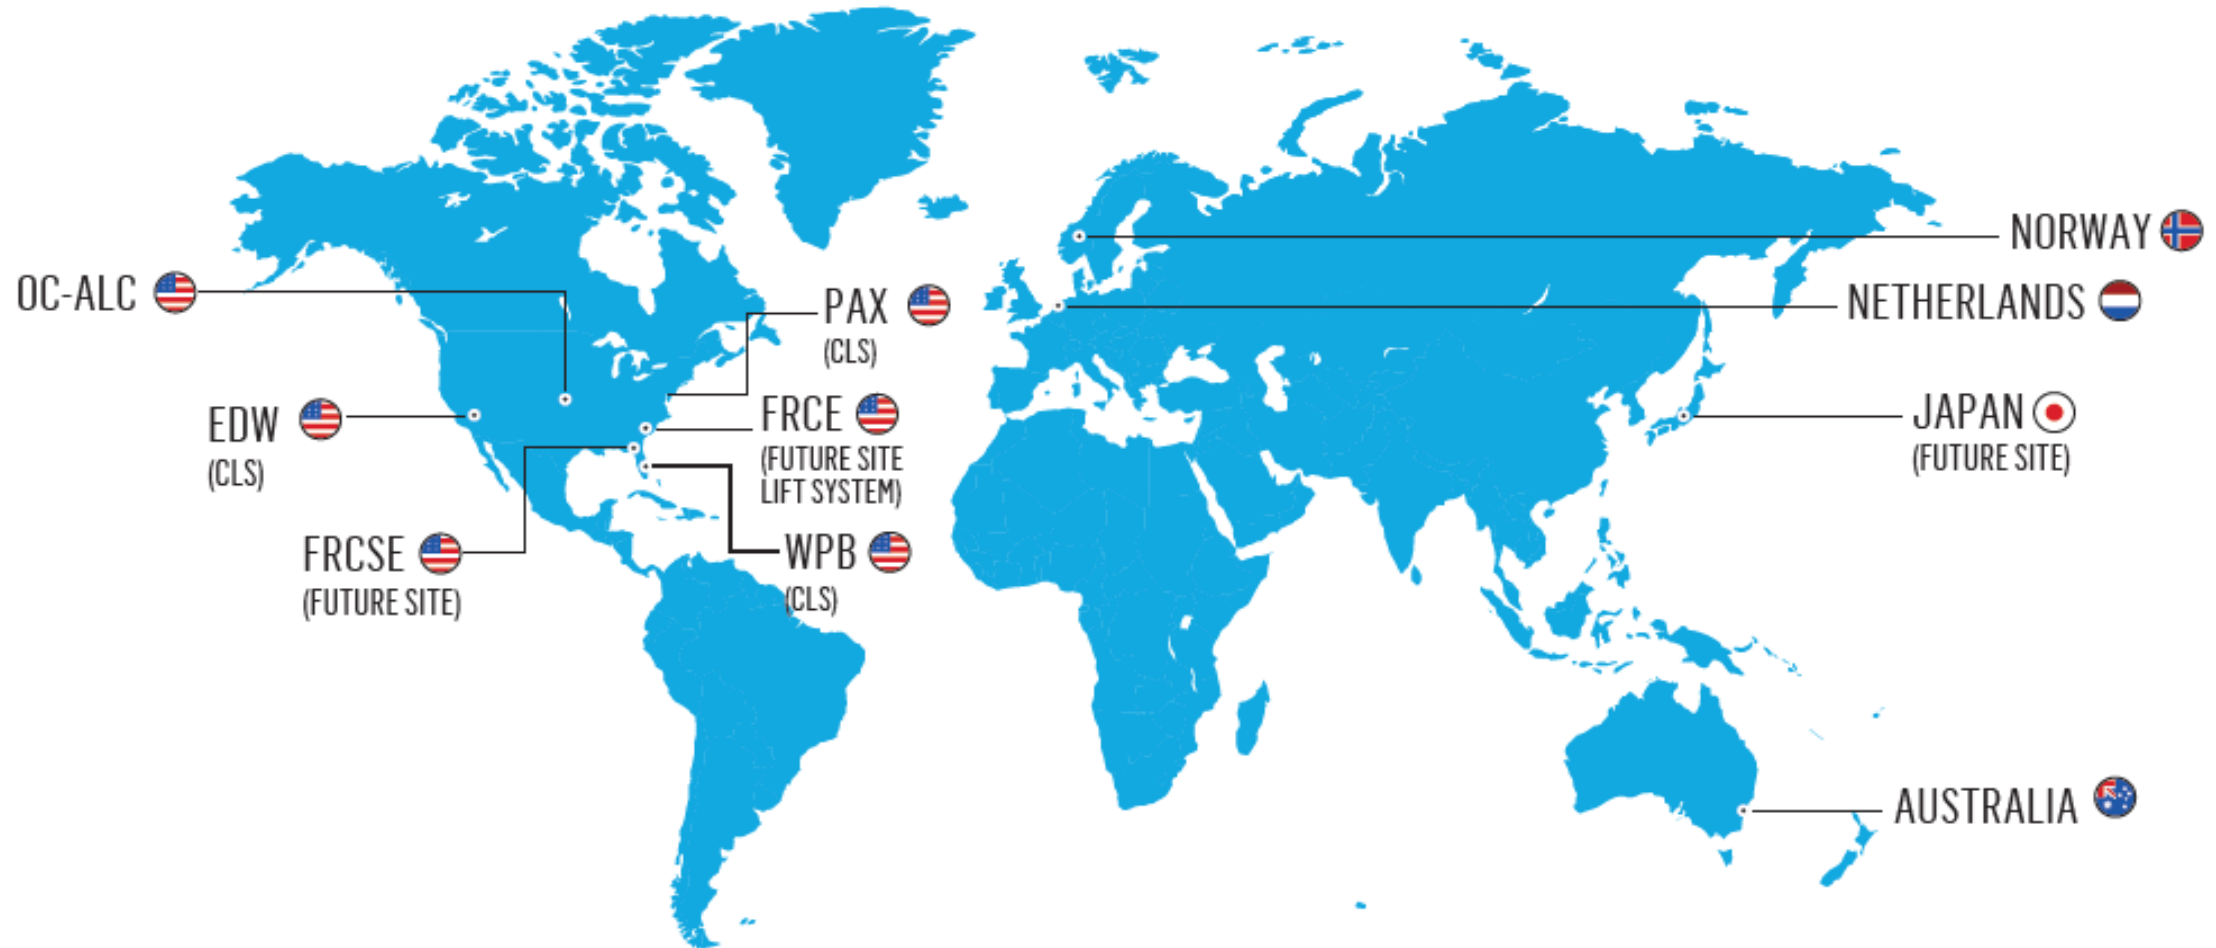 NORWAY
NETHERLANDS
OC-ALC
PAX
(CLS)
EDW
(CLS)
FRCE
(FUTURE SITE
LIFT SYSTEM)
JAPAN
(FUTURE SITE)
FRCSE
(FUTURE SITE)
WPB
(CLS)
AUSTRALIA